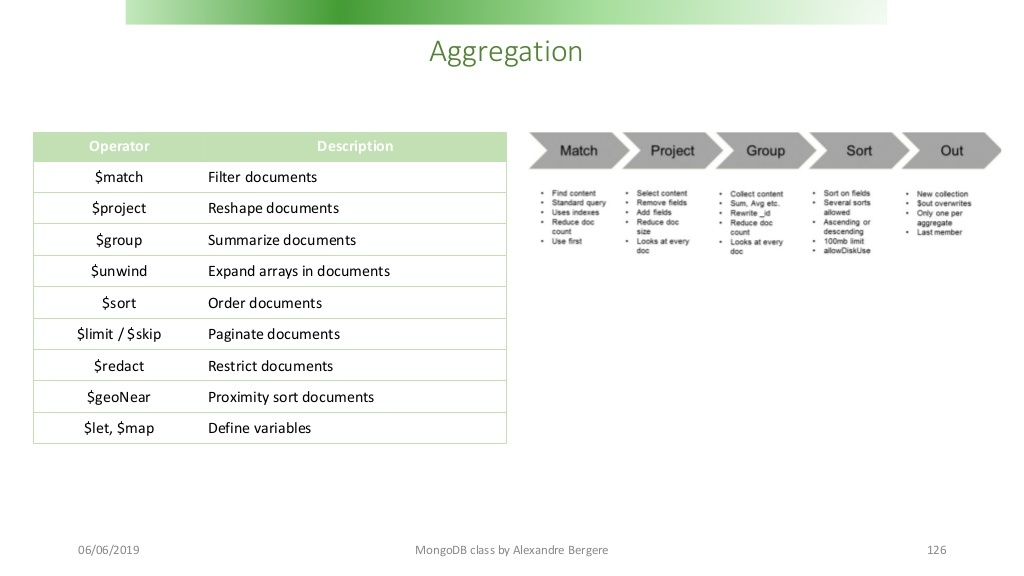 Aggregation
Operator Description
$match Filter documents
$project Reshape documents
$group Summarize documents
$unwind Expand arrays in documents
$sort Order documents
$limit / $skip Paginate documents
$redact Restrict documents
$geoNear Proximity sort documents
$let, $map Define variables
Match Project Group Sort Out
• Find content
• Standard query
• Uses indexes
• Reduce doc
count
• Use first
• Select content
• Remove fields
• Add fields
• Reduce doc
size
• Looks at every
doc
• Collect content
• Sum, Avg etc.
• Rewrite _id
• Reduce doc
count
• Looks at every
doc
• Sort on fields
• Several sorts
allowed
• Ascending or
descending
• 100mb limit
• allowDiskUse
• New collection
• $out overwrites
• Only one per
aggregate
• Last member
06/06/2019 MongoDB class by Alexandre Bergere 126